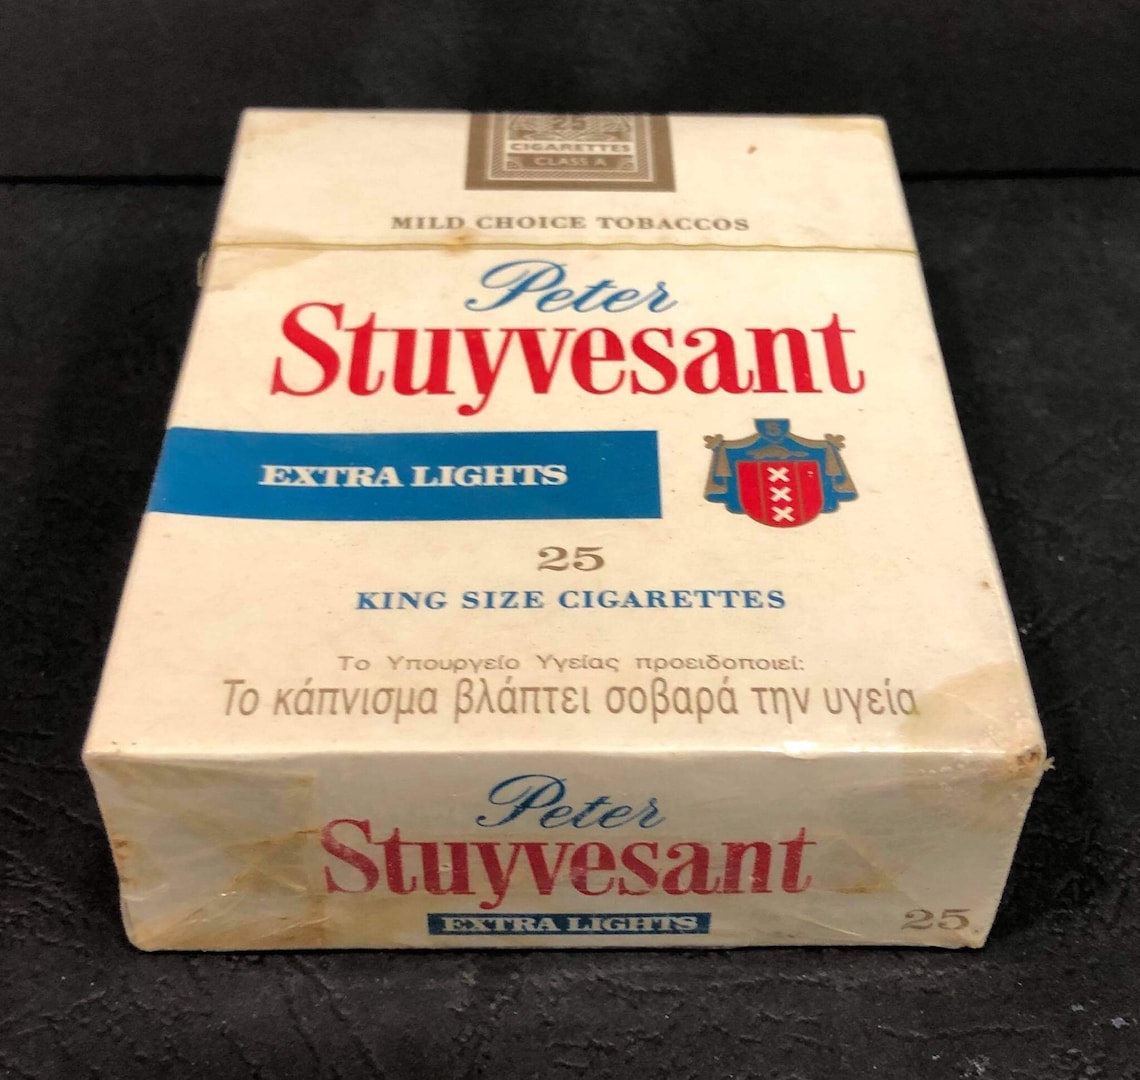 25
CIGARETTES
CLASS A
MILD CHOICE TOBACCOS
Peter
Stuyvesant
EXTRA LIGHTS
S
XXX
25
KING SIZE CIGARETTES
Το Υπουργείο Υγείας προειδοποιεί:
Το κάπνισμα βλάπτει σοβαρά την υγεία
Peter
Stuyvesant
EXTRA LIGHTS
25